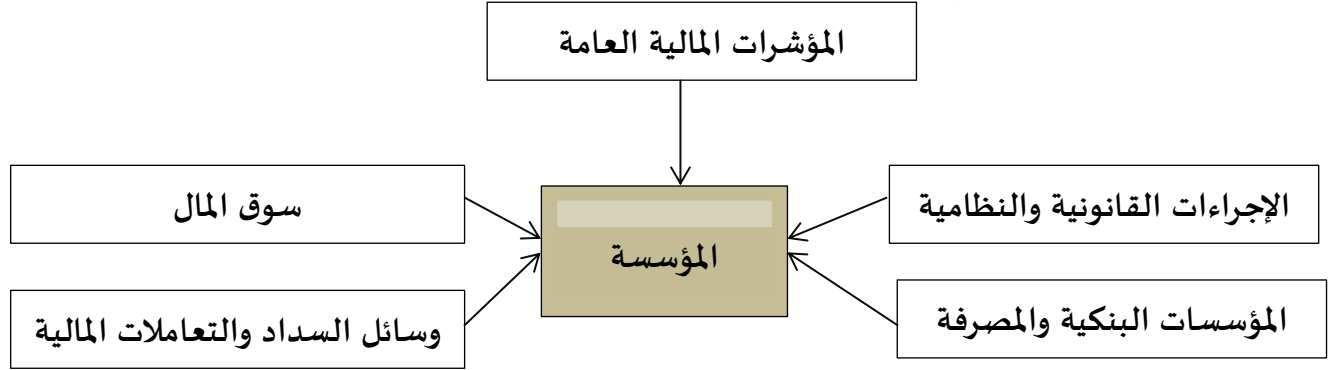 المؤشرات المالية العامة
الإجراءات القانونية والنظامية
سوق المال
المؤسسة
المؤسسات البنكية والمصرفة
وسائل السداد والتعاملات المالية